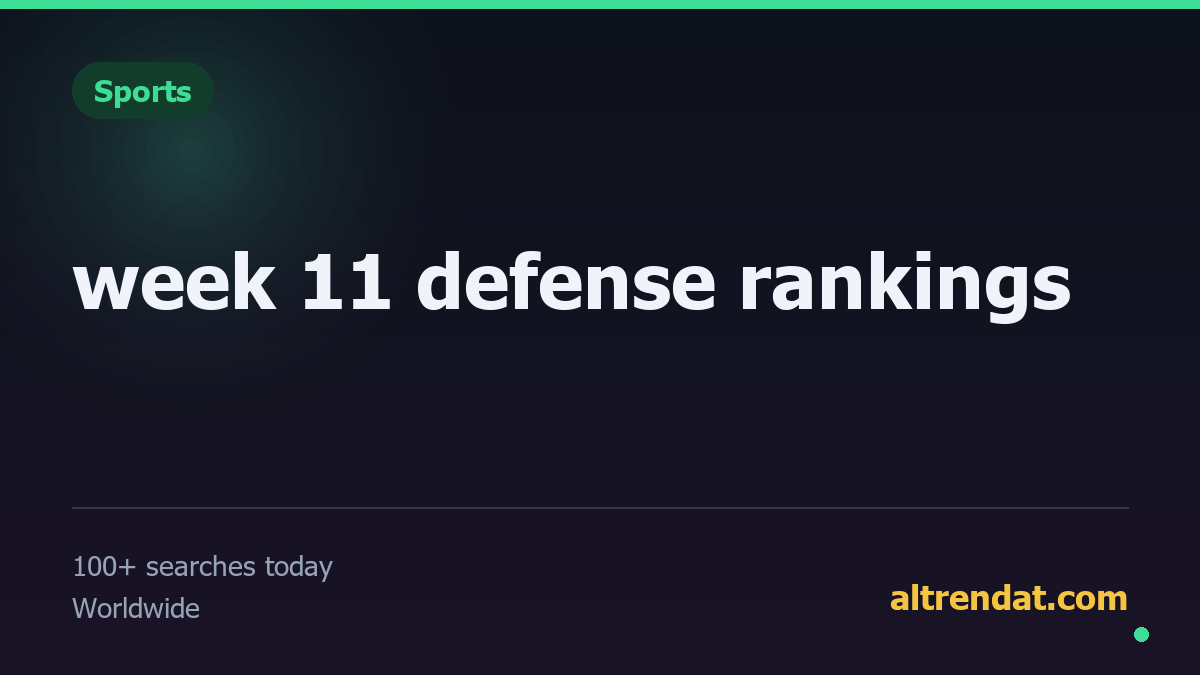 Sports
week 11 defense rankings
100+ searches today
Worldwide
altrendat.com